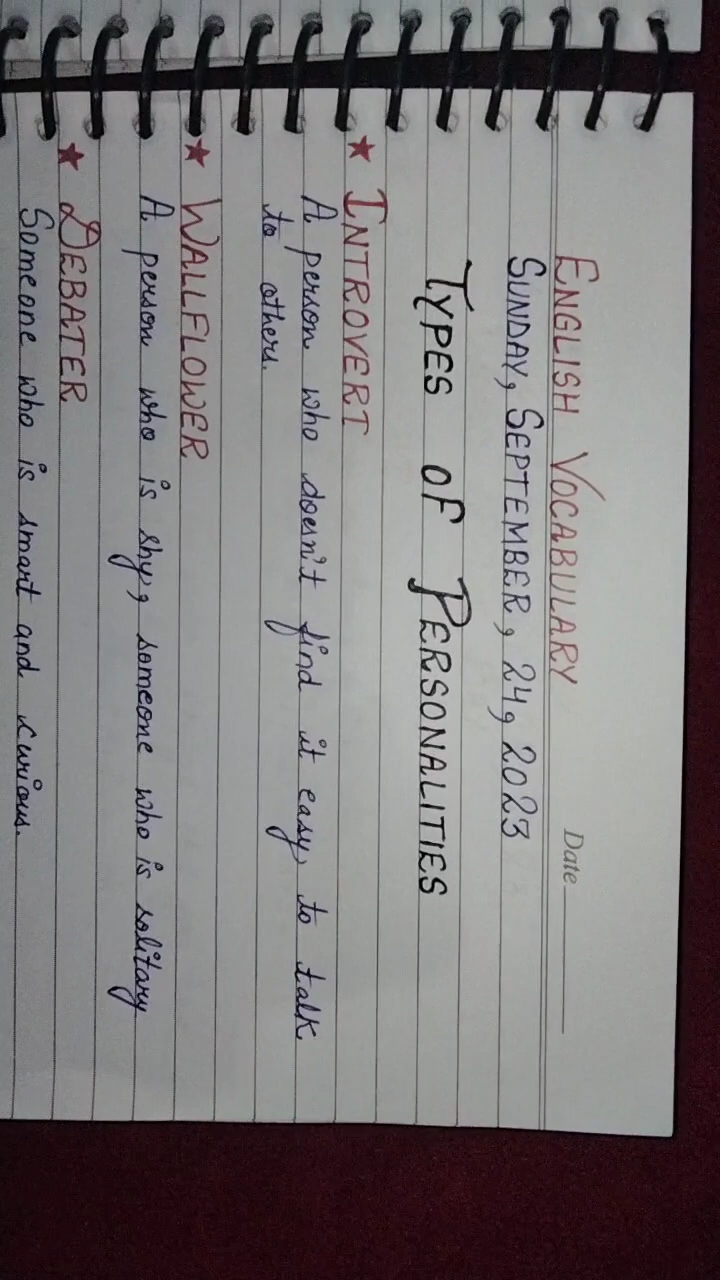 Date
ENGLISH VOCABULARY
SUNDAY, SEPTEMBER, 24, 2023
TYPES OF PERSONALITIES
★ INTROVERT
A person who doesn't find it easy, to talk
to others.
★ WALLFLOWER
A person who is shy, someone who is solitary
★ DEBATER
Someone who is smart and curious.